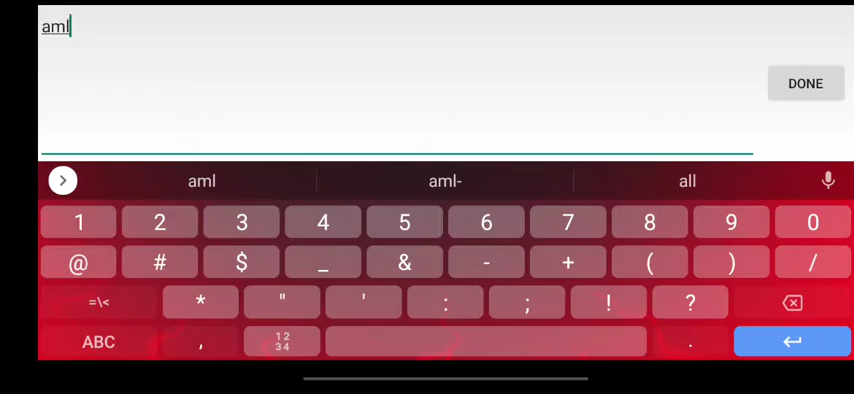 aml
DONE
aml aml- all
1 2 3 4 5 6 7 8 9 0
@ # $ _ & - + ( ) /
=\< * " ' : ; ! ?
ABC , 12 34 .